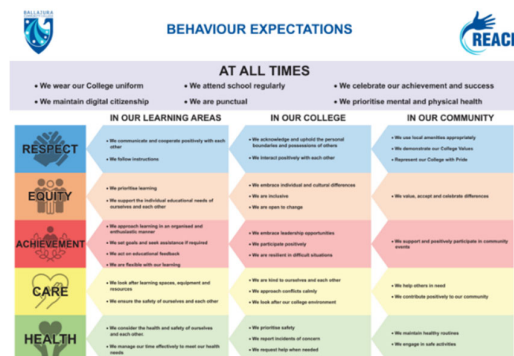 BALLAJURA
BEHAVIOUR EXPECTATIONS
REACH
AT ALL TIMES
• We wear our College uniform
• We attend school regularly
• We celebrate our achievement and success
• We maintain digital citizenship
• We are punctual
• We prioritise mental and physical health
IN OUR LEARNING AREAS
IN OUR COLLEGE
IN OUR COMMUNITY
RESPECT
• We communicate and cooperate positively with each
other
• We follow instructions
• We acknowledge and uphold the personal
boundaries and possessions of others
• We interact positively with each other
• We use local amenities appropriately
• We demonstrate our College Values
• Represent our College with Pride
EQUITY
• We prioritise learning
• We support the individual educational needs of
ourselves and each other
• We embrace individual and cultural differences
• We are inclusive
• We are open to change
• We value, accept and celebrate differences
ACHIEVEMENT
• We approach learning in an organised and
enthusiastic manner
• We set goals and seek assistance if required
• We act on educational feedback
• We are flexible with our learning
• We embrace leadership opportunities
• We participate positively
• We are resilient in difficult situations
• We support and positively participate in community
events
CARE
• We look after learning spaces, equipment and
resources
• We ensure the safety of ourselves and each other
• We are kind to ourselves and each other
• We approach conflicts calmly
• We look after our college environment
• We help others in need
• We contribute positively to our community
HEALTH
• We consider the health and safety of ourselves
and each other.
• We manage our time effectively to meet our health
needs
• We prioritise safety
• We report incidents of concern
• We request help when needed
• We maintain healthy routines
• We engage in safe activities